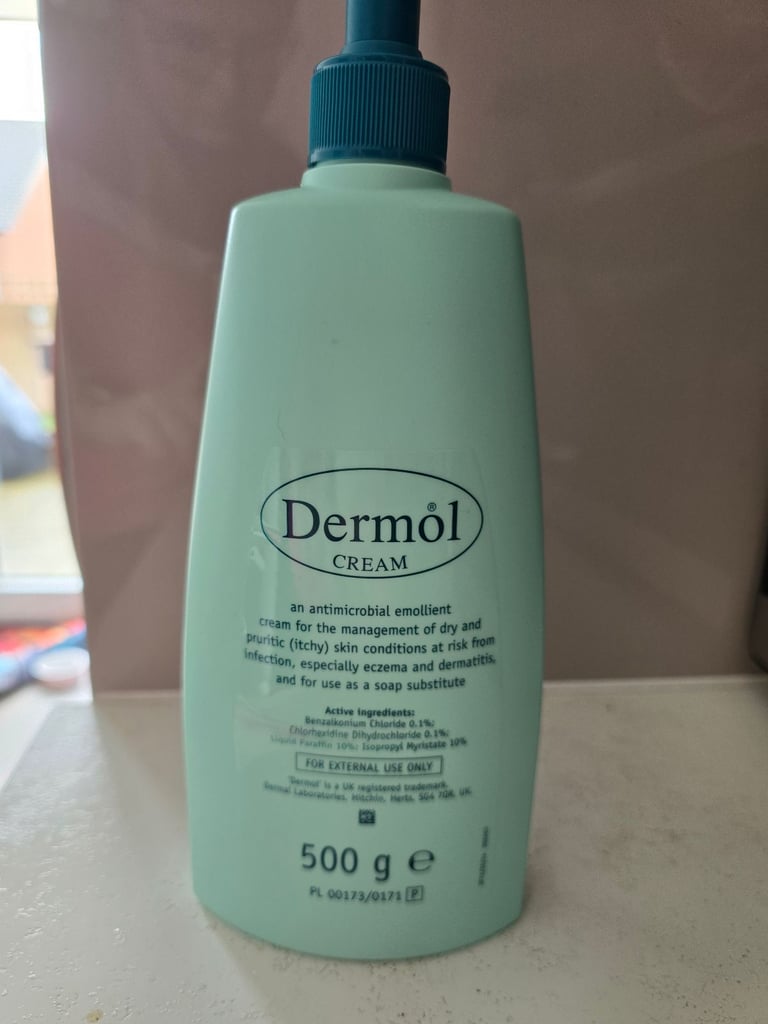 Dermol®
CREAM
an antimicrobial emollient
cream for the management of dry and
pruritic (itchy) skin conditions at risk from
infection, especially eczema and dermatitis,
and for use as a soap substitute
Active ingredients:
Benzalkonium Chloride 0.1%;
Chlorhexidine Dihydrochloride 0.1%;
Liquid Paraffin 10%; Isopropyl Myristate 10%
FOR EXTERNAL USE ONLY
'Dermol' is a UK registered trademark.
Dermal Laboratories, Hitchin, Herts, SG4 7QR, UK.
500 g ℮
PL 00173/0171 P